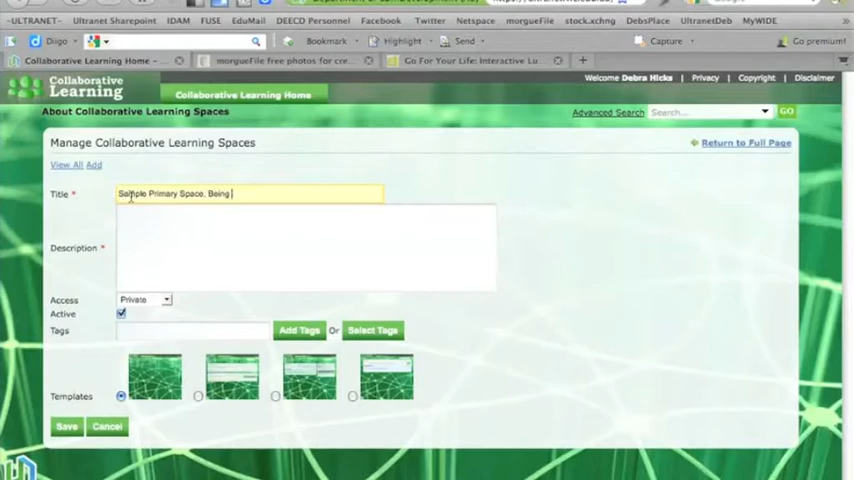 -ULTRANET- Ultranet Sharepoint IDAM FUSE EduMail DEECD Personnel Facebook Twitter Netspace morgueFile stock.xchng DebsPlace UltranetDeb MyWIDE
Diigo Bookmark Highlight Send Capture Go premium!
Collaborative Learning Home – ... morgueFile free photos for cre... Go For Your Life: Interactive Lu...
Collaborative Learning
Welcome Debra Hicks Privacy Copyright Disclaimer
Collaborative Learning Home
About Collaborative Learning Spaces
Advanced Search Search... GO
Manage Collaborative Learning Spaces
Return to Full Page
View All Add
Title * Sample Primary Space, Being
Description *
Access Private
Active
Tags Add Tags Or Select Tags
Templates
Save Cancel